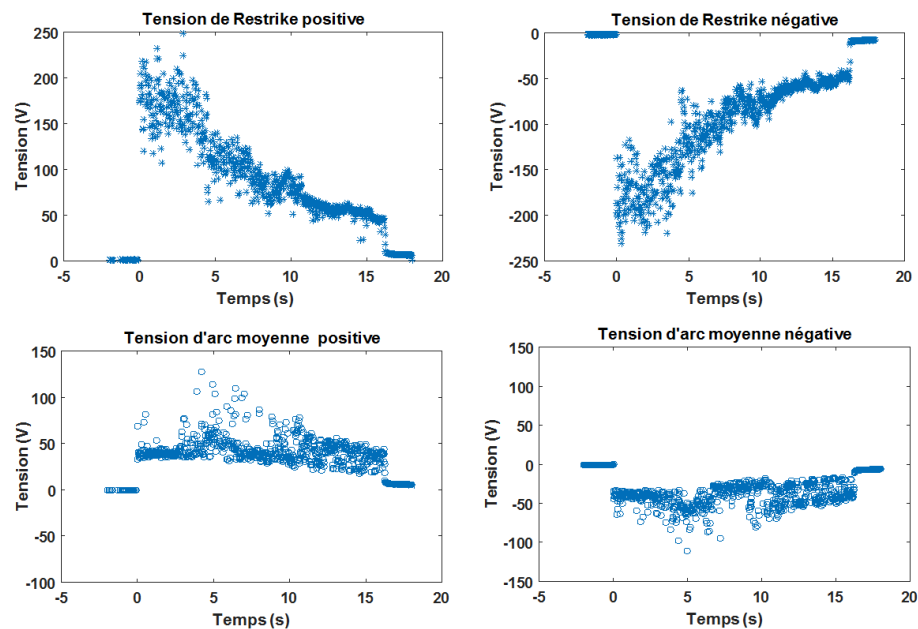 Tension de Restrike positive
250
200
150
100
50
0
Tension (V)
-5 0 5 10 15 20
Temps (s)
Tension de Restrike négative
0
-50
-100
-150
-200
-250
Tension (V)
-5 0 5 10 15 20
Temps (s)
Tension d'arc moyenne positive
150
100
50
0
-50
-100
Tension (V)
-5 0 5 10 15 20
Temps (s)
Tension d'arc moyenne négative
150
100
50
0
-50
-100
-150
Tension (V)
-5 0 5 10 15 20
Temps (s)